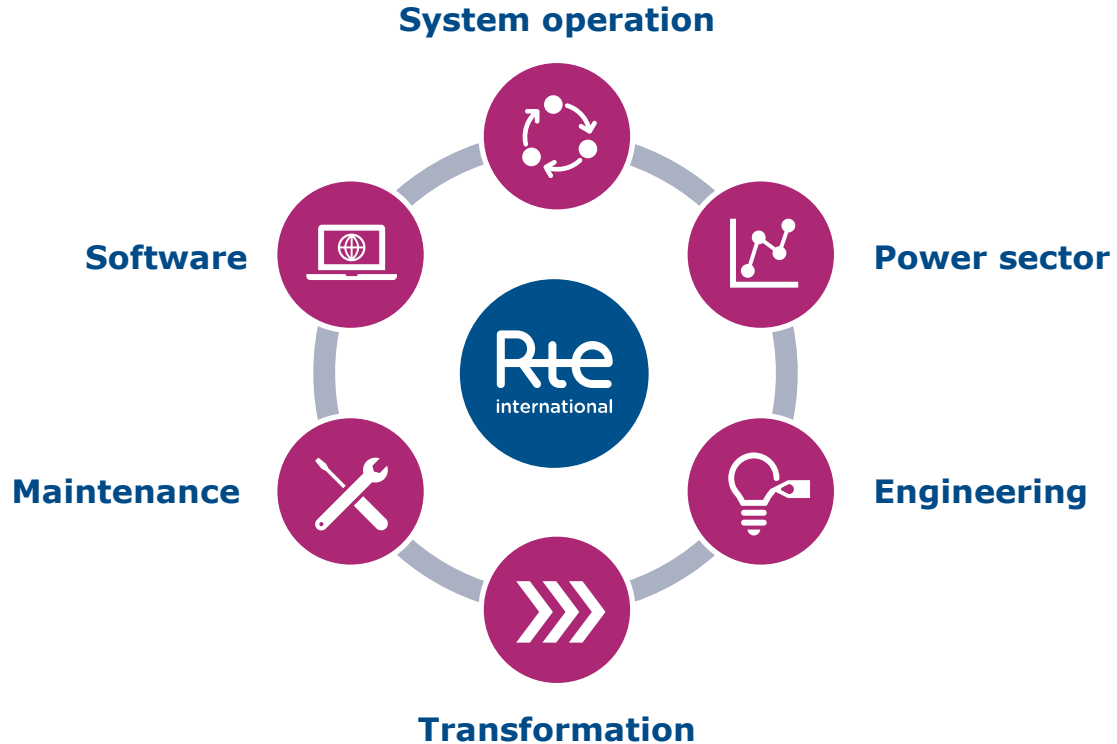 System operation
Software
Power sector
Rte
international
Maintenance
Engineering
Transformation